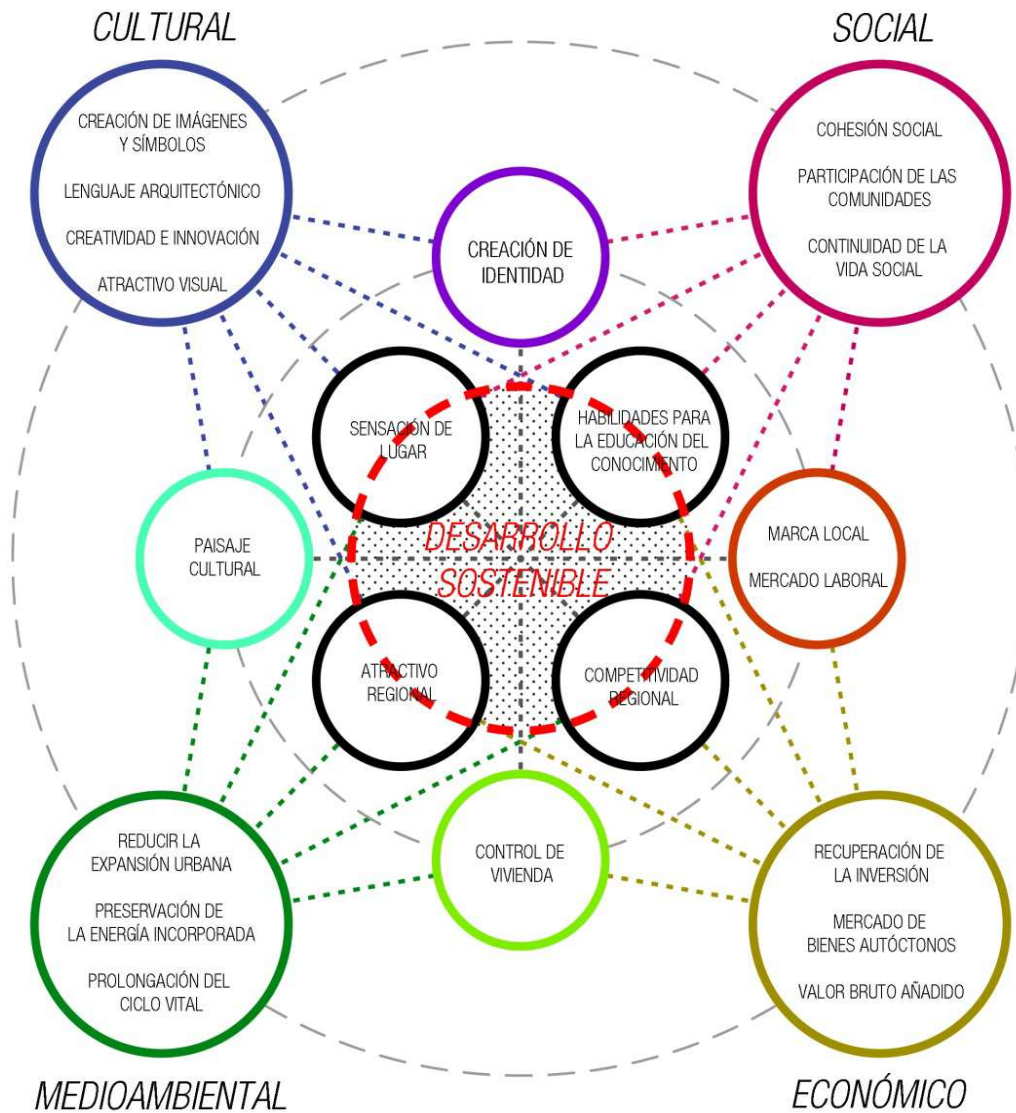 CULTURAL
SOCIAL
CREACIÓN DE IMÁGENES
Y SÍMBOLOS
LENGUAJE ARQUITECTÓNICO
CREATIVIDAD E INNOVACIÓN
ATRACTIVO VISUAL
COHESIÓN SOCIAL
PARTICIPACIÓN DE LAS
COMUNIDADES
CONTINUIDAD DE LA
VIDA SOCIAL
CREACIÓN DE
IDENTIDAD
SENSACIÓN DE
LUGAR
HABILIDADES PARA
LA EDUCACIÓN DEL
CONOCIMIENTO
PAISAJE
CULTURAL
DESARROLLO
SOSTENIBLE
MARCA LOCAL
MERCADO LABORAL
ATRACTIVO
REGIONAL
COMPETITIVIDAD
REGIONAL
CONTROL DE
VIVIENDA
REDUCIR LA
EXPANSIÓN URBANA
PRESERVACIÓN DE
LA ENERGÍA INCORPORADA
PROLONGACIÓN DEL
CICLO VITAL
RECUPERACIÓN DE
LA INVERSIÓN
MERCADO DE
BIENES AUTÓCTONOS
VALOR BRUTO AÑADIDO
MEDIOAMBIENTAL
ECONÓMICO